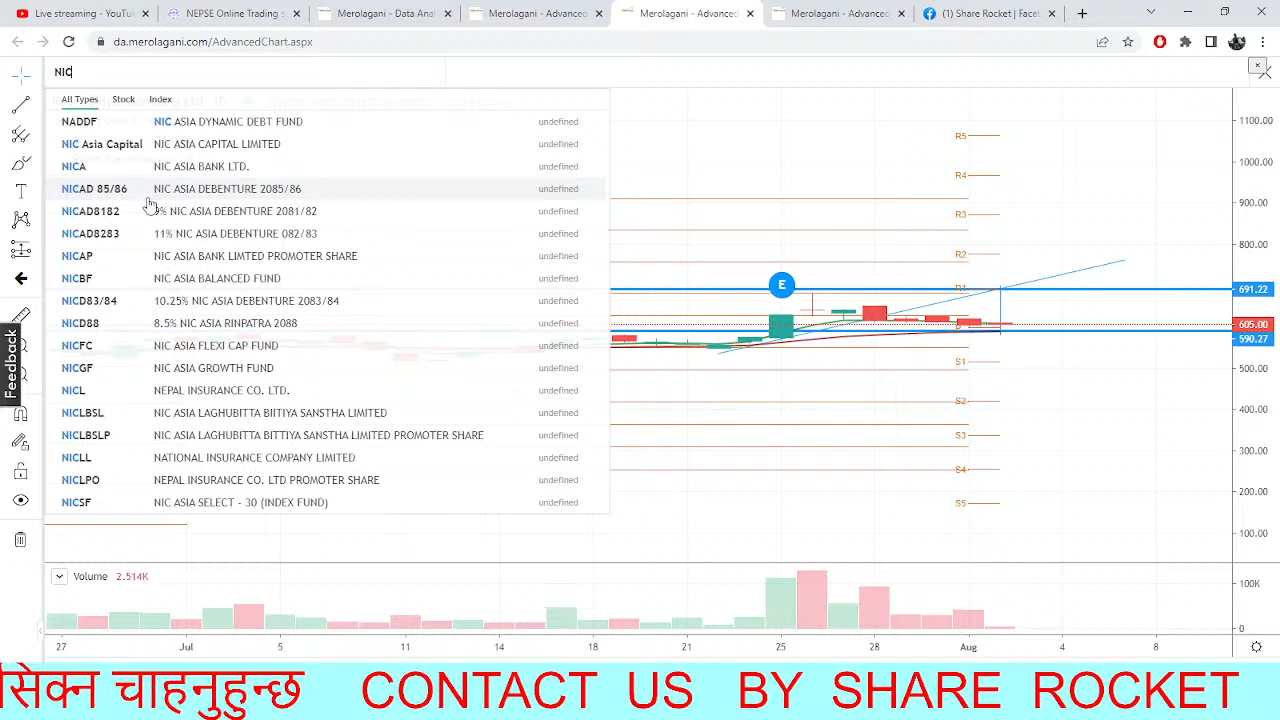 Live streaming - YouTu
NEPSE Online Trading s
Merolagani - Data Anal
Merolagani - Advanced
Merolagani - Advanced
Merolagani - Advanced
(1) Share Rocket | Face
da.merolagani.com/AdvancedChart.aspx
NIC
All Types Stock Index
NADDF NIC ASIA DYNAMIC DEBT FUND undefined
NIC Asia Capital NIC ASIA CAPITAL LIMITED undefined
NICA NIC ASIA BANK LTD. undefined
NICAD 85/86 NIC ASIA DEBENTURE 2085/86 undefined
NICAD8182 % NIC ASIA DEBENTURE 2081/82 undefined
NICAD8283 11% NIC ASIA DEBENTURE 082/83 undefined
NICAP NIC ASIA BANK LIMTED PROMOTER SHARE undefined
NICBF NIC ASIA BALANCED FUND undefined
NICD83/84 10.25% NIC ASIA DEBENTURE 2083/84 undefined
NICD88 8.5% NIC ASIA RINPATRA 2088 undefined
NICFC NIC ASIA FLEXI CAP FUND undefined
NICGF NIC ASIA GROWTH FUND undefined
NICL NEPAL INSURANCE CO. LTD. undefined
NICLBSL NIC ASIA LAGHUBITTA BITTIYA SANSTHA LIMITED undefined
NICLBSLP NIC ASIA LAGHUBITTA BITTIYA SANSTHA LIMITED PROMOTER SHARE undefined
NICLL NATIONAL INSURANCE COMPANY LIMITED undefined
NICLPO NEPAL INSURANCE CO. LTD PROMOTER SHARE undefined
NICSF NIC ASIA SELECT - 30 (INDEX FUND) undefined
Feedback
R5
R4
R3
R2
R1
P
S1
S2
S3
S4
S5
E
1100.00
1000.00
900.00
800.00
691.22
605.00
590.27
500.00
400.00
300.00
200.00
100.00
Volume 2.514K
100K
0
27 Jul 5 11 14 18 21 25 28 Aug 4 8
सिक्न चाहनुहुन्छ CONTACT US BY SHARE ROCKET